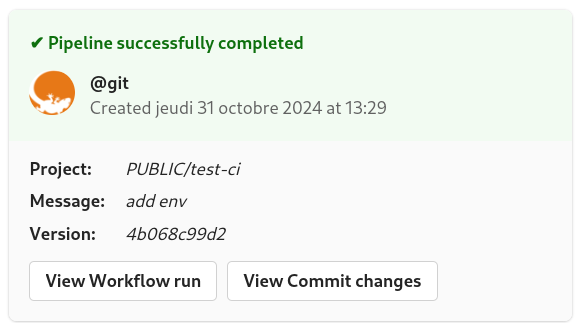 ✔ Pipeline successfully completed
@git
Created jeudi 31 octobre 2024 at 13:29
Project: PUBLIC/test-ci
Message: add env
Version: 4b068c99d2
View Workflow run View Commit changes